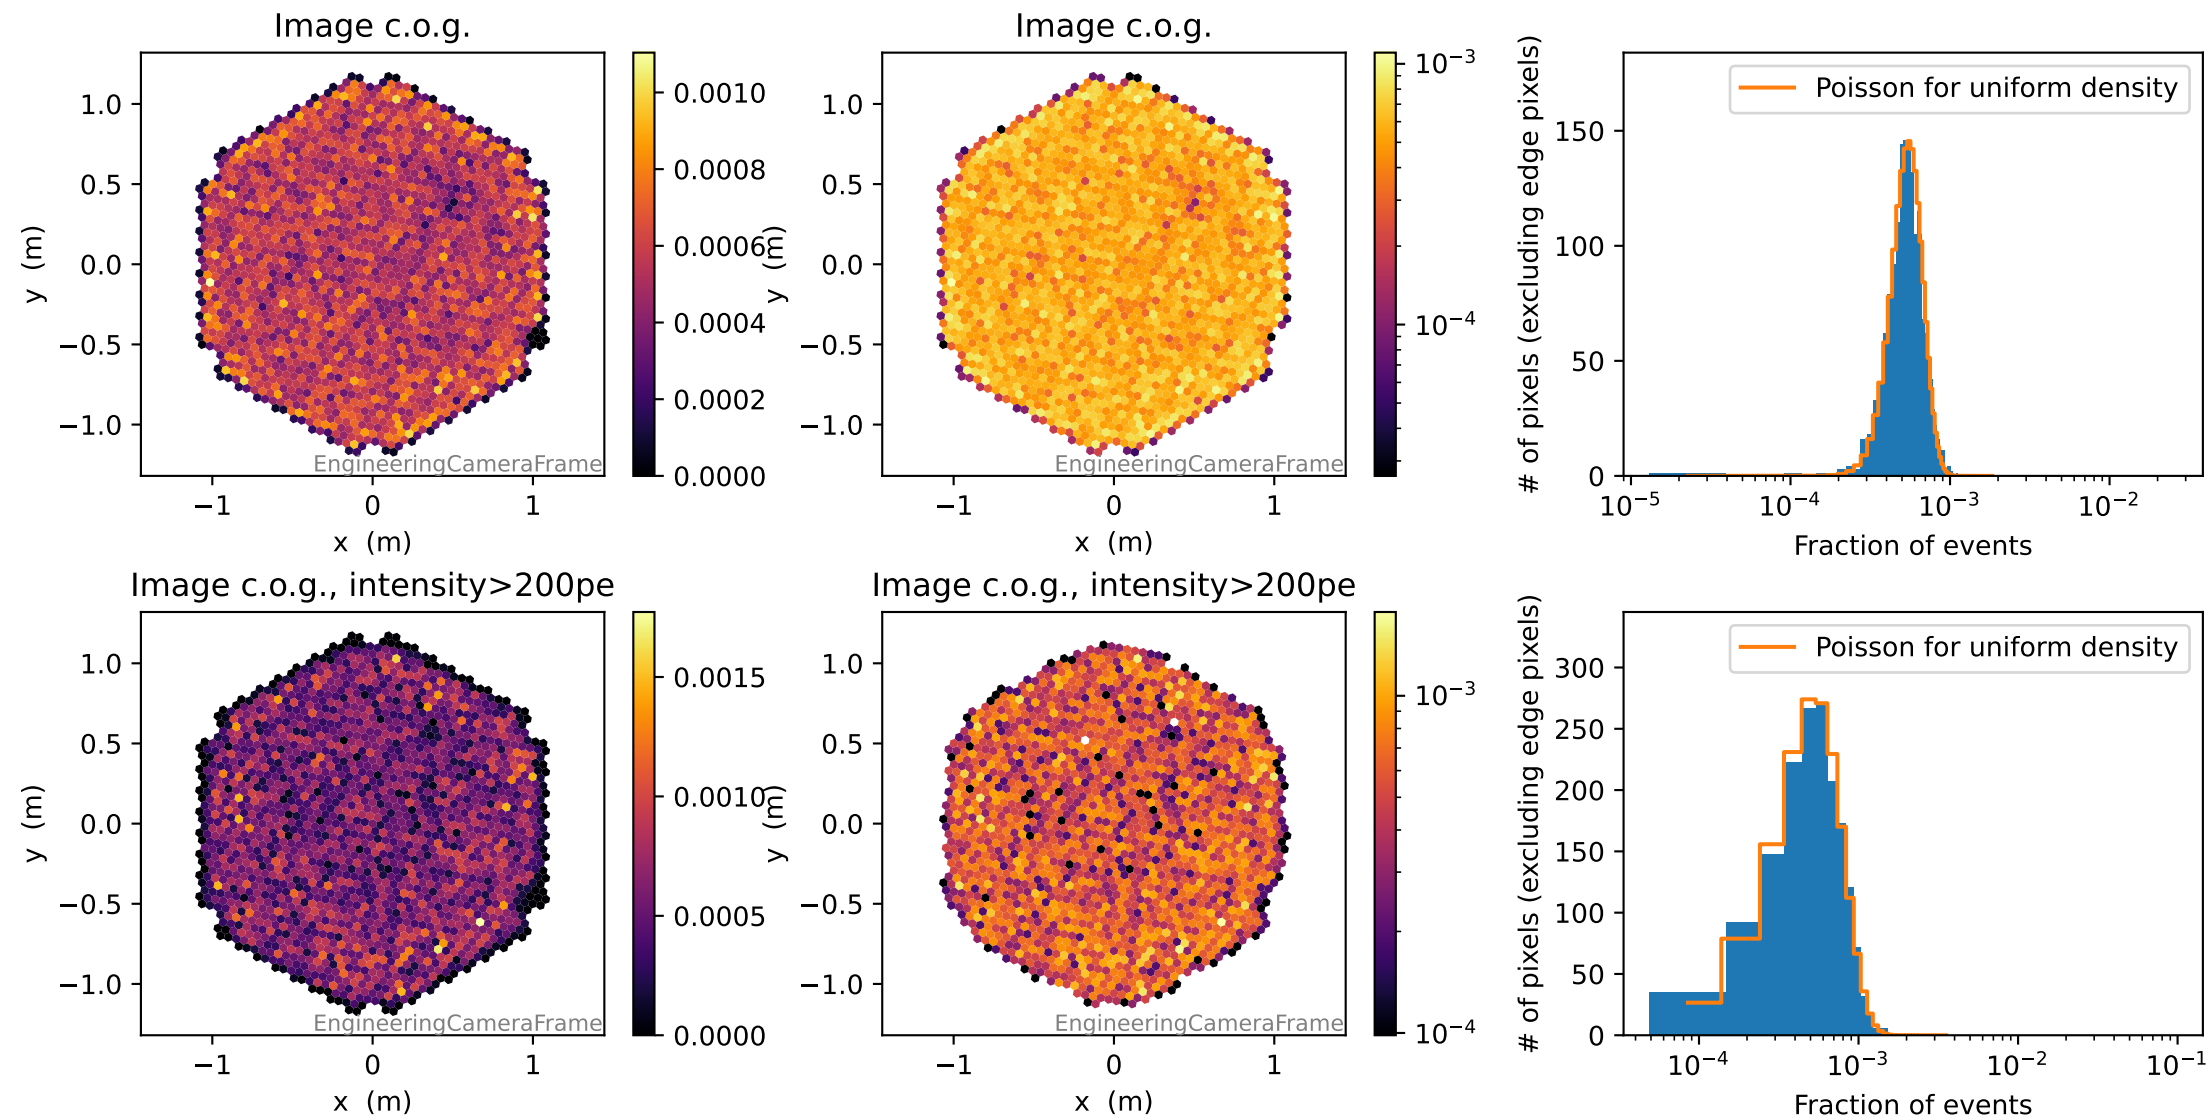 Image c.o.g.
1.0
0.5
0.0
−0.5
−1.0
y (m)
−1
0
1
x (m)
EngineeringCameraFrame
0.0010
0.0008
0.0006
0.0004
0.0002
0.0000
Image c.o.g.
1.0
0.5
0.0
−0.5
−1.0
y (m)
−1
0
1
x (m)
EngineeringCameraFrame
10⁻³
10⁻⁴
Poisson for uniform density
150
100
50
0
# of pixels (excluding edge pixels)
10⁻⁵
10⁻⁴
10⁻³
10⁻²
Fraction of events
Image c.o.g., intensity>200pe
1.0
0.5
0.0
−0.5
−1.0
y (m)
−1
0
1
x (m)
EngineeringCameraFrame
0.0015
0.0010
0.0005
0.0000
Image c.o.g., intensity>200pe
1.0
0.5
0.0
−0.5
−1.0
y (m)
−1
0
1
x (m)
EngineeringCameraFrame
10⁻³
10⁻⁴
Poisson for uniform density
300
250
200
150
100
50
0
# of pixels (excluding edge pixels)
10⁻⁴
10⁻³
10⁻²
10⁻¹
Fraction of events